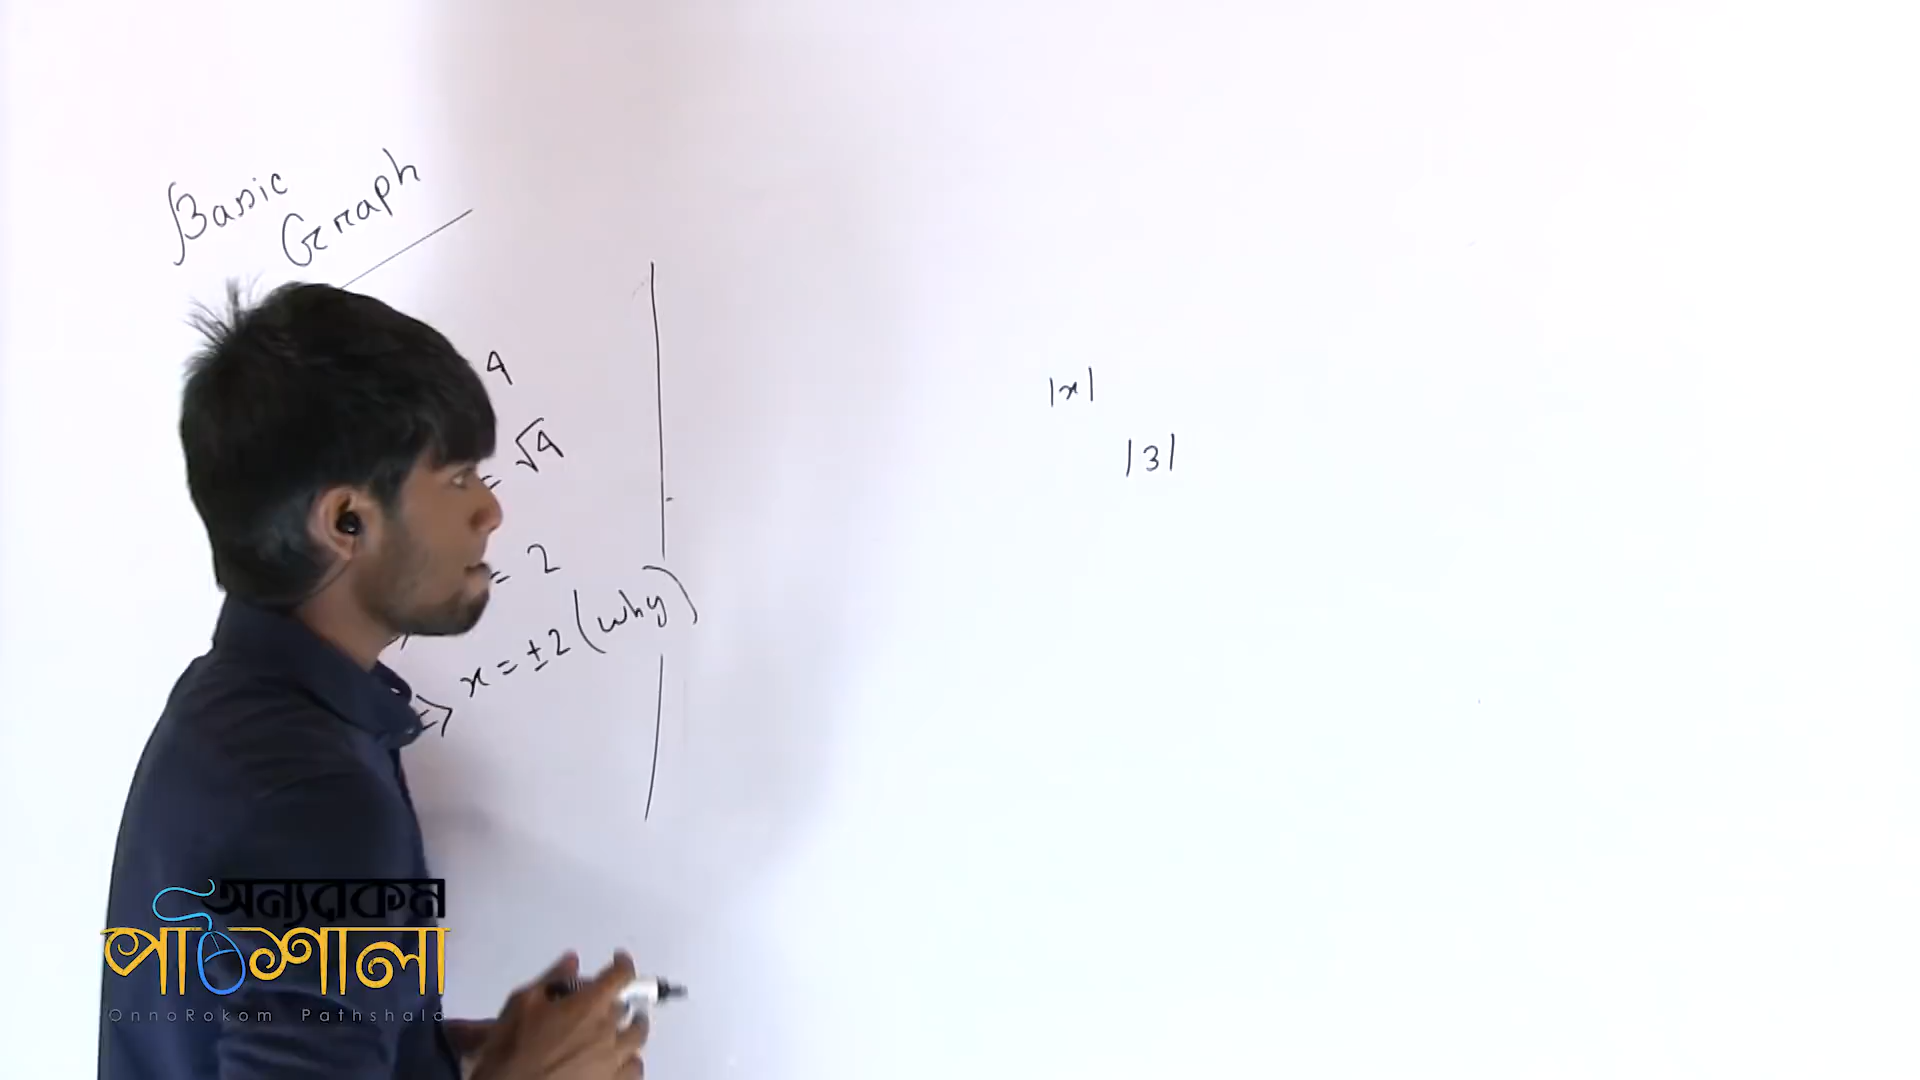 Basic
Graph
4
= √4
= 2
⇒ x = ±2 (why)
|x|
|3|
অন্যরকম
পাঠশালা
OnnoRokom Pathshala